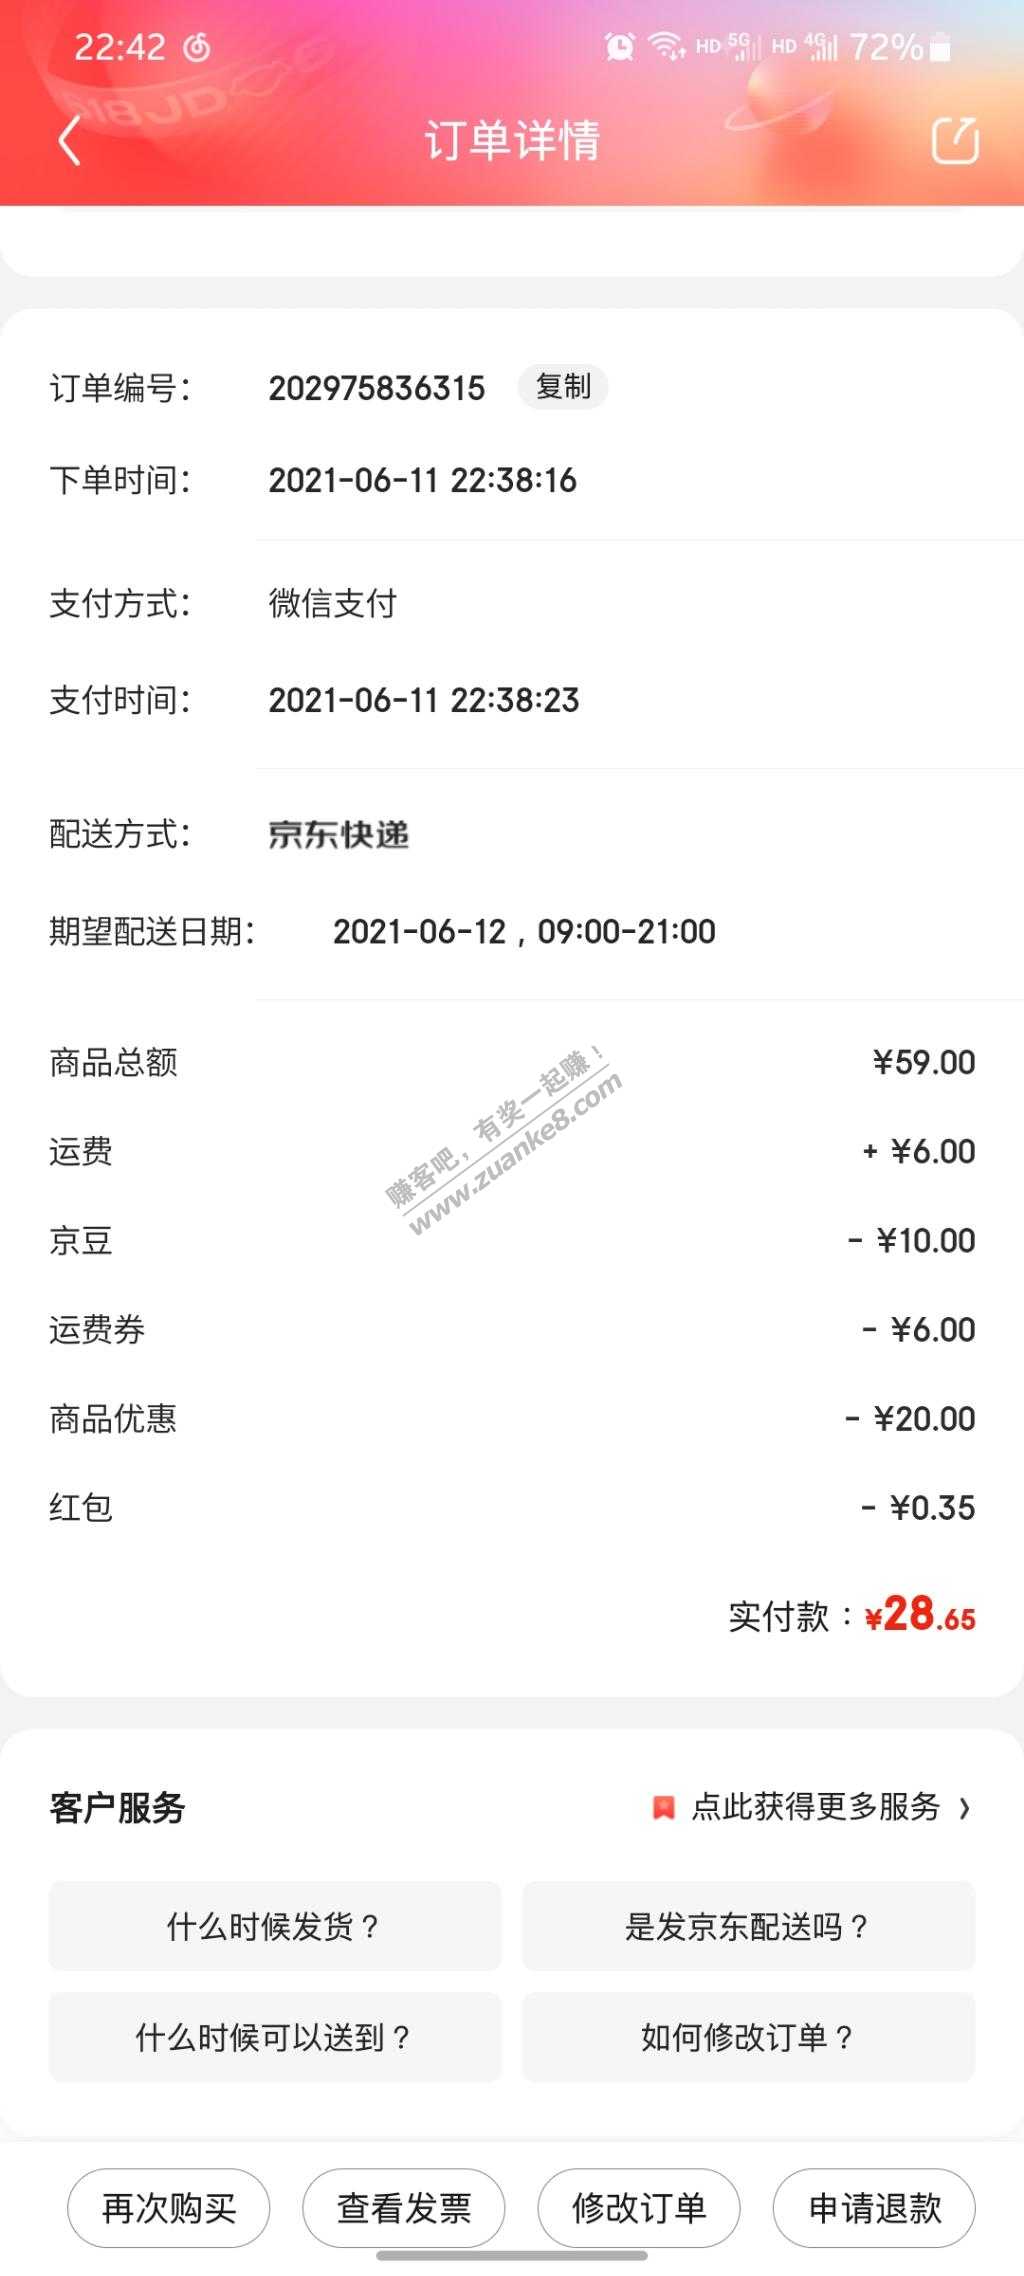 22:42 HD 5G HD 4G 72%
618 JD
订单详情
订单编号： 202975836315 复制
下单时间： 2021-06-11 22:38:16
支付方式： 微信支付
支付时间： 2021-06-11 22:38:23
配送方式： 京东快递
期望配送日期： 2021-06-12 , 09:00-21:00
商品总额 ¥59.00
运费 + ¥6.00
京豆 - ¥10.00
运费券 - ¥6.00
商品优惠 - ¥20.00
红包 - ¥0.35
实付款：¥28.65
赚客吧，有奖一起赚！
www.zuanke8.com
客户服务 点此获得更多服务
什么时候发货？ 是发京东配送吗？
什么时候可以送到？ 如何修改订单？
再次购买 查看发票 修改订单 申请退款